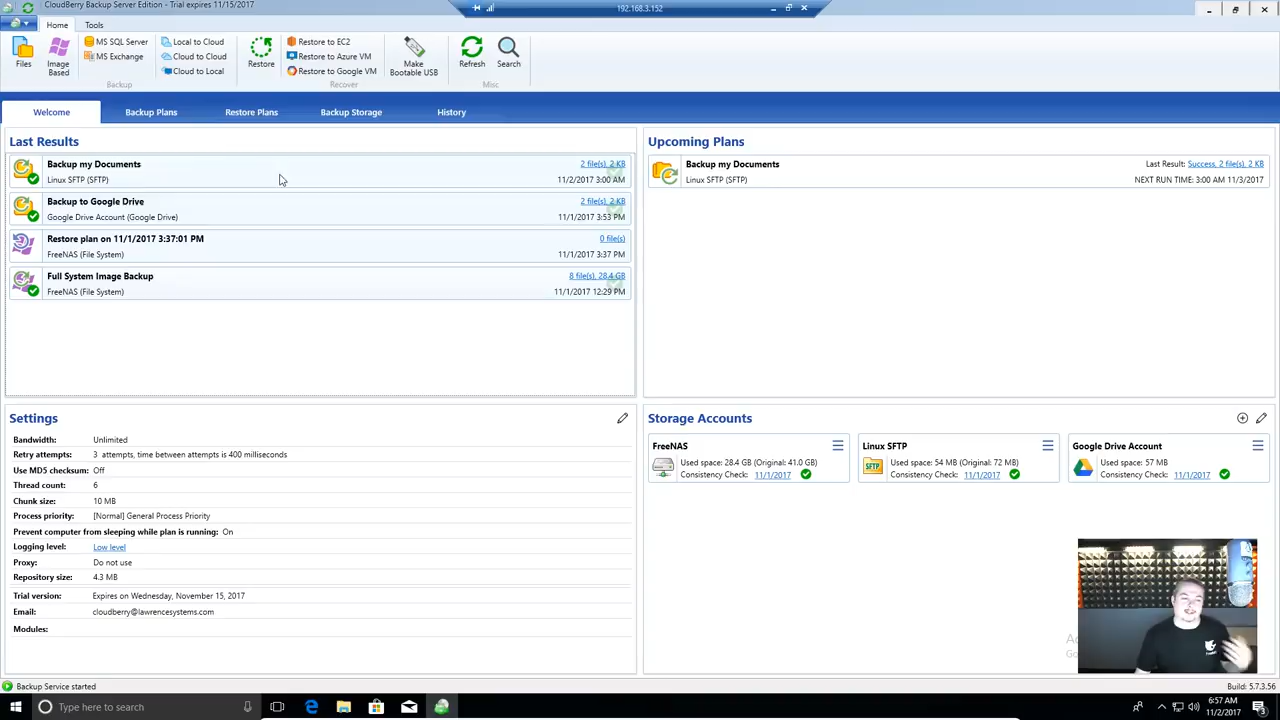 CloudBerry Backup Server Edition - Trial expires 11/15/2017
192.168.3.152
Home
Tools
Files
Image
Based
MS SQL Server
MS Exchange
Local to Cloud
Cloud to Cloud
Cloud to Local
Backup
Restore
Restore to EC2
Restore to Azure VM
Restore to Google VM
Recover
Make
Bootable USB
Refresh
Search
Misc
Welcome
Backup Plans
Restore Plans
Backup Storage
History
Last Results
Backup my Documents
2 file(s), 2 KB
Linux SFTP (SFTP)
11/2/2017 3:00 AM
Backup to Google Drive
2 file(s), 2 KB
Google Drive Account (Google Drive)
11/1/2017 3:53 PM
Restore plan on 11/1/2017 3:37:01 PM
0 file(s)
FreeNAS (File System)
11/1/2017 3:37 PM
Full System Image Backup
8 file(s), 28.4 GB
FreeNAS (File System)
11/1/2017 12:29 PM
Upcoming Plans
Backup my Documents
Last Result: Success, 2 file(s), 2 KB
Linux SFTP (SFTP)
NEXT RUN TIME: 3:00 AM 11/3/2017
Settings
Bandwidth: Unlimited
Retry attempts: 3 attempts, time between attempts is 400 milliseconds
Use MD5 checksum: Off
Thread count: 6
Chunk size: 10 MB
Process priority: [Normal] General Process Priority
Prevent computer from sleeping while plan is running: On
Logging level: Low level
Proxy: Do not use
Repository size: 4.3 MB
Trial version: Expires on Wednesday, November 15, 2017
Email: cloudberry@lawrencesystems.com
Modules:
Storage Accounts
FreeNAS
Used space: 28.4 GB (Original: 41.0 GB)
Consistency Check: 11/1/2017
Linux SFTP
SFTP
Used space: 54 MB (Original: 72 MB)
Consistency Check: 11/1/2017
Google Drive Account
Used space: 57 MB
Consistency Check: 11/1/2017
Backup Service started
Build: 5.7.3.56
Type here to search
6:57 AM
11/2/2017
3